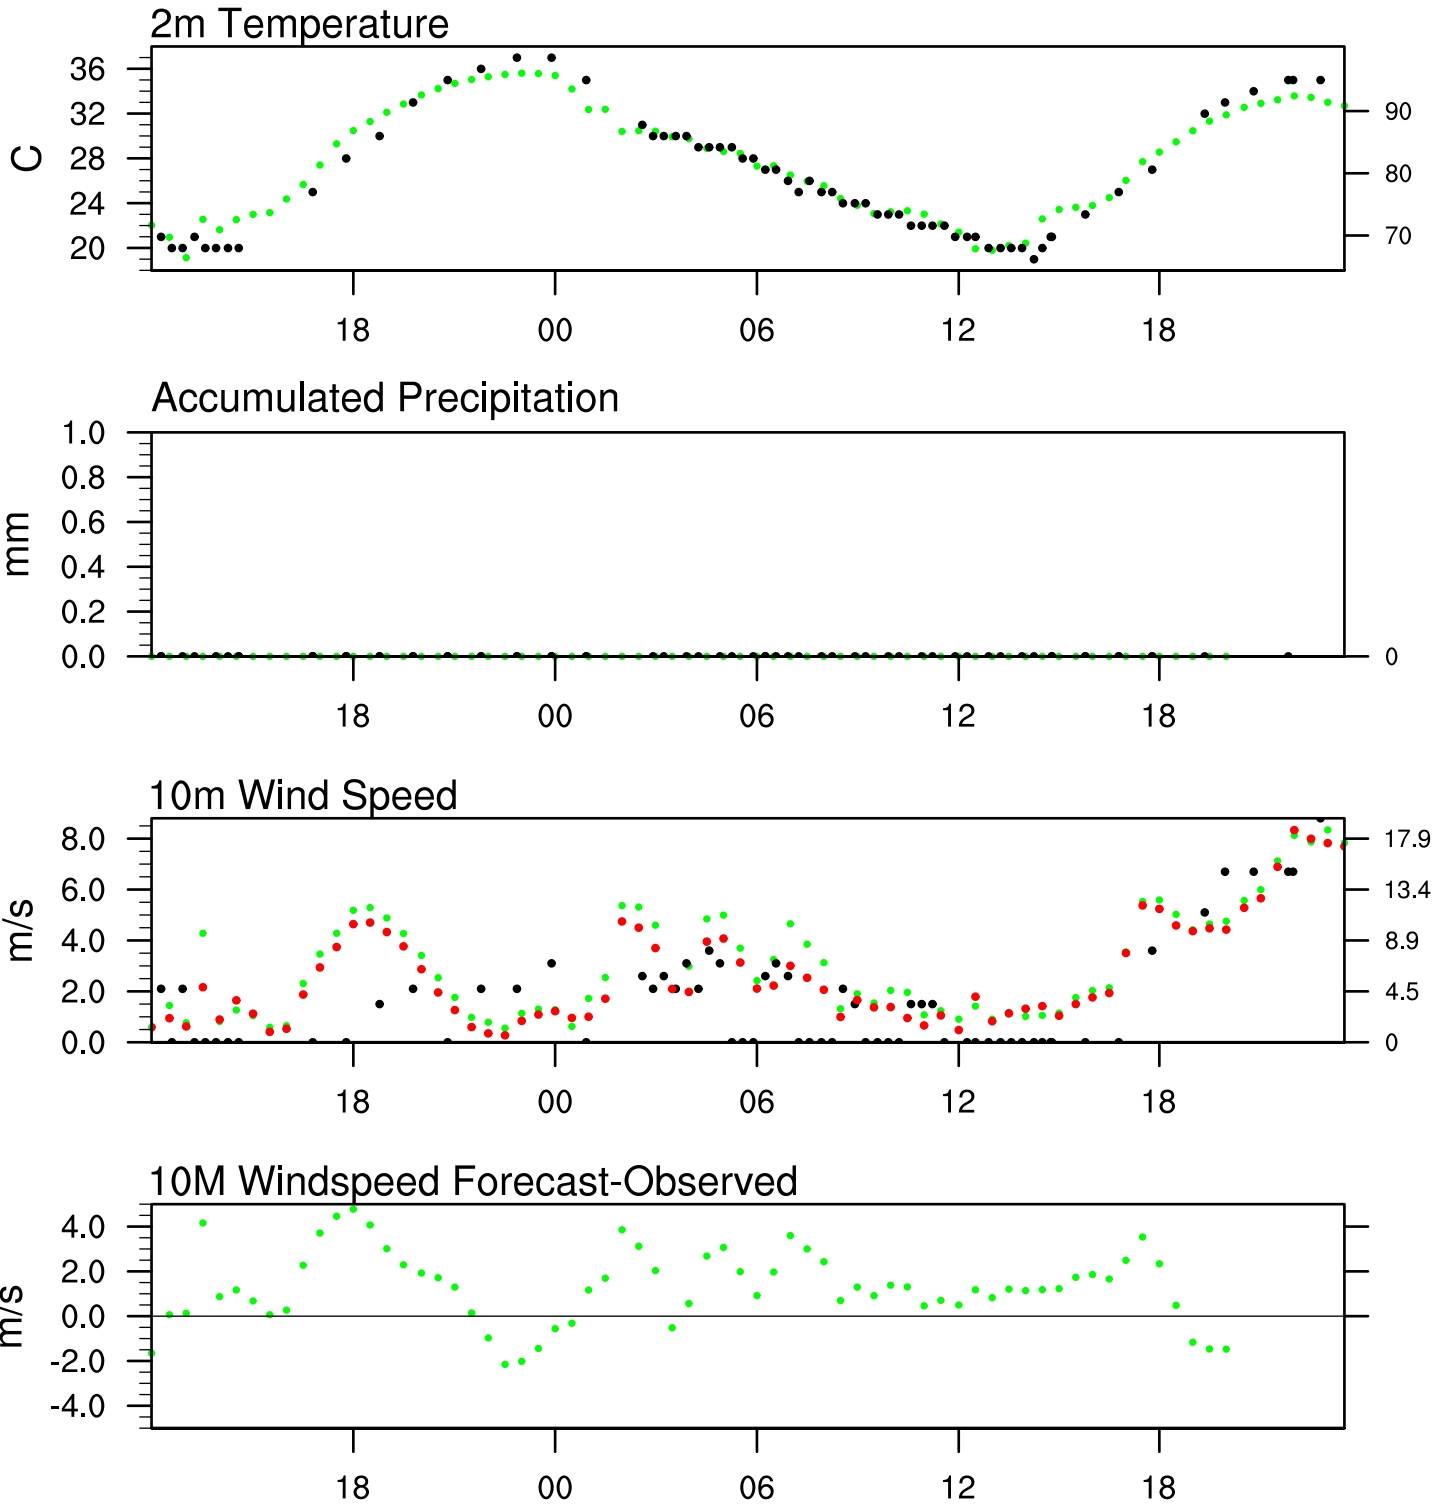 2m Temperature
36
32
28
24
20
C
90
80
70
18 00 06 12 18
Accumulated Precipitation
1.0
0.8
0.6
0.4
0.2
0.0
mm
0
18 00 06 12 18
10m Wind Speed
8.0
6.0
4.0
2.0
0.0
m/s
17.9
13.4
8.9
4.5
0
18 00 06 12 18
10M Windspeed Forecast-Observed
4.0
2.0
0.0
-2.0
-4.0
m/s
18 00 06 12 18